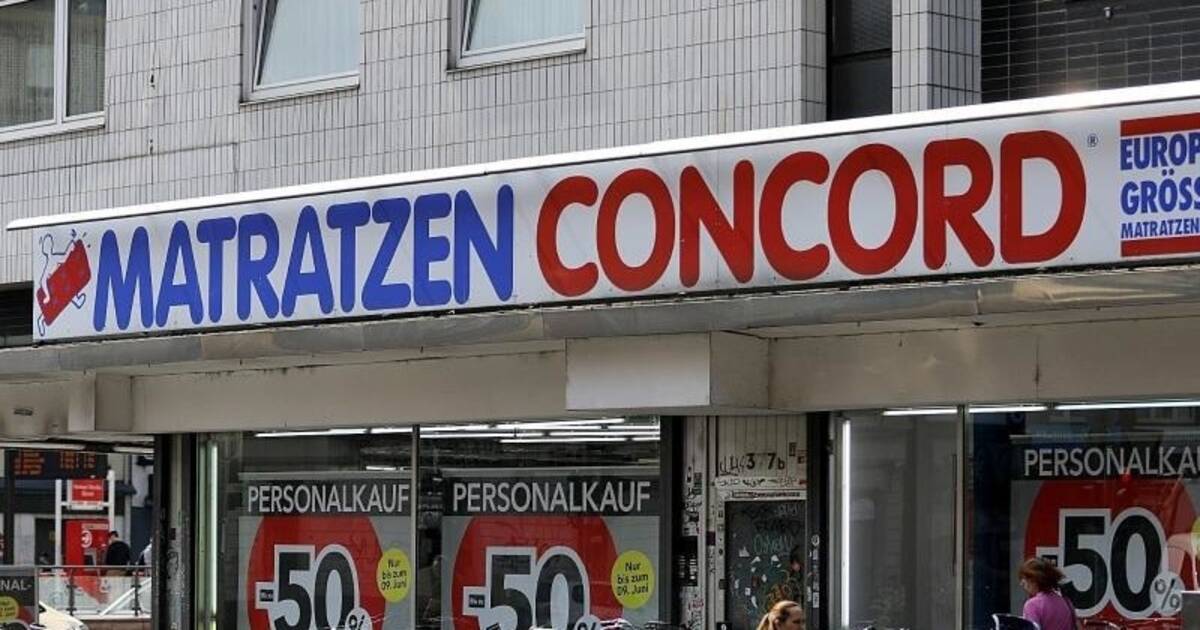 MATRATZEN CONCORD®
EUROP
GRÖSS
MATRATZEN
37b
PERSONALKAUF
-50%
Nur
bis zum
09. Juni
PERSONALKAUF
-50%
Nur
bis zum
09. Juni
PERSONALKAU
-50%